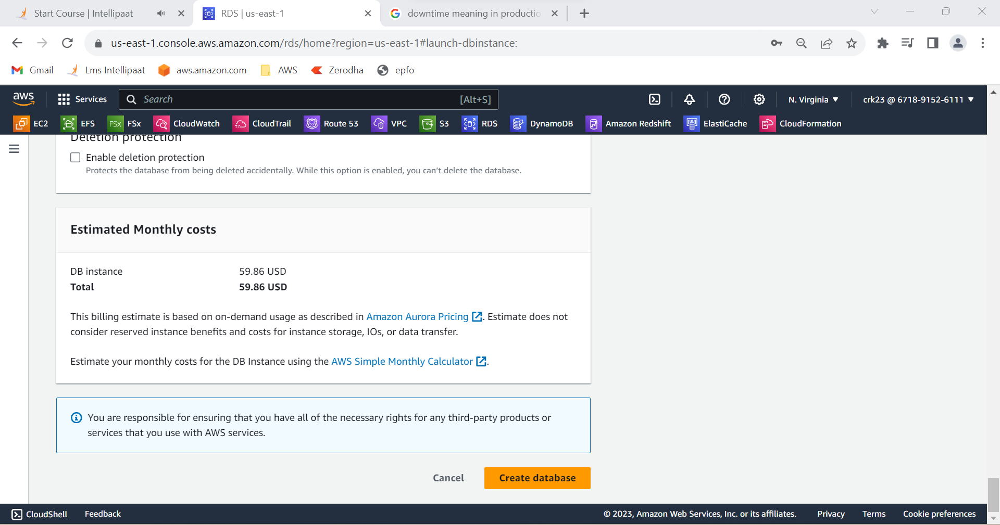 Start Course | Intellipaat
RDS | us-east-1
downtime meaning in productio
us-east-1.console.aws.amazon.com/rds/home?region=us-east-1#launch-dbinstance:
Gmail
Lms Intellipaat
aws.amazon.com
AWS
Zerodha
epfo
aws
Services
Search
[Alt+S]
N. Virginia
crk23 @ 6718-9152-6111
EC2
EFS
FSx
FSx
CloudWatch
CloudTrail
53
Route 53
VPC
S3
RDS
DynamoDB
Amazon Redshift
ElastiCache
CloudFormation
Deletion protection
Enable deletion protection
Protects the database from being deleted accidentally. While this option is enabled, you can't delete the database.
Estimated Monthly costs
DB instance 59.86 USD
Total 59.86 USD
This billing estimate is based on on-demand usage as described in Amazon Aurora Pricing. Estimate does not
consider reserved instance benefits and costs for instance storage, IOs, or data transfer.
Estimate your monthly costs for the DB Instance using the AWS Simple Monthly Calculator.
You are responsible for ensuring that you have all of the necessary rights for any third-party products or
services that you use with AWS services.
Cancel
Create database
CloudShell
Feedback
© 2023, Amazon Web Services, Inc. or its affiliates.
Privacy
Terms
Cookie preferences